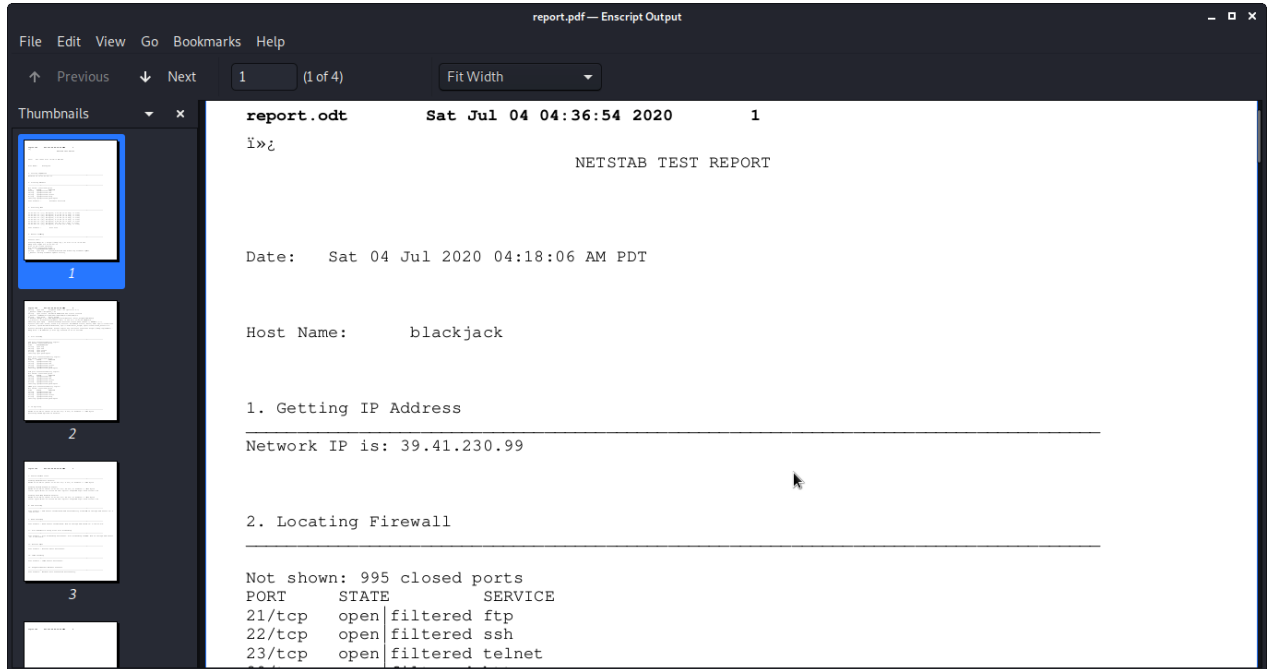 report.pdf — Enscript Output
File Edit View Go Bookmarks Help
Previous Next 1 (1 of 4) Fit Width
Thumbnails
1
2
3
report.odt Sat Jul 04 04:36:54 2020 1
ï»¿
NETSTAB TEST REPORT
Date: Sat 04 Jul 2020 04:18:06 AM PDT
Host Name: blackjack
1. Getting IP Address
Network IP is: 39.41.230.99
2. Locating Firewall
Not shown: 995 closed ports
PORT STATE SERVICE
21/tcp open|filtered ftp
22/tcp open|filtered ssh
23/tcp open|filtered telnet